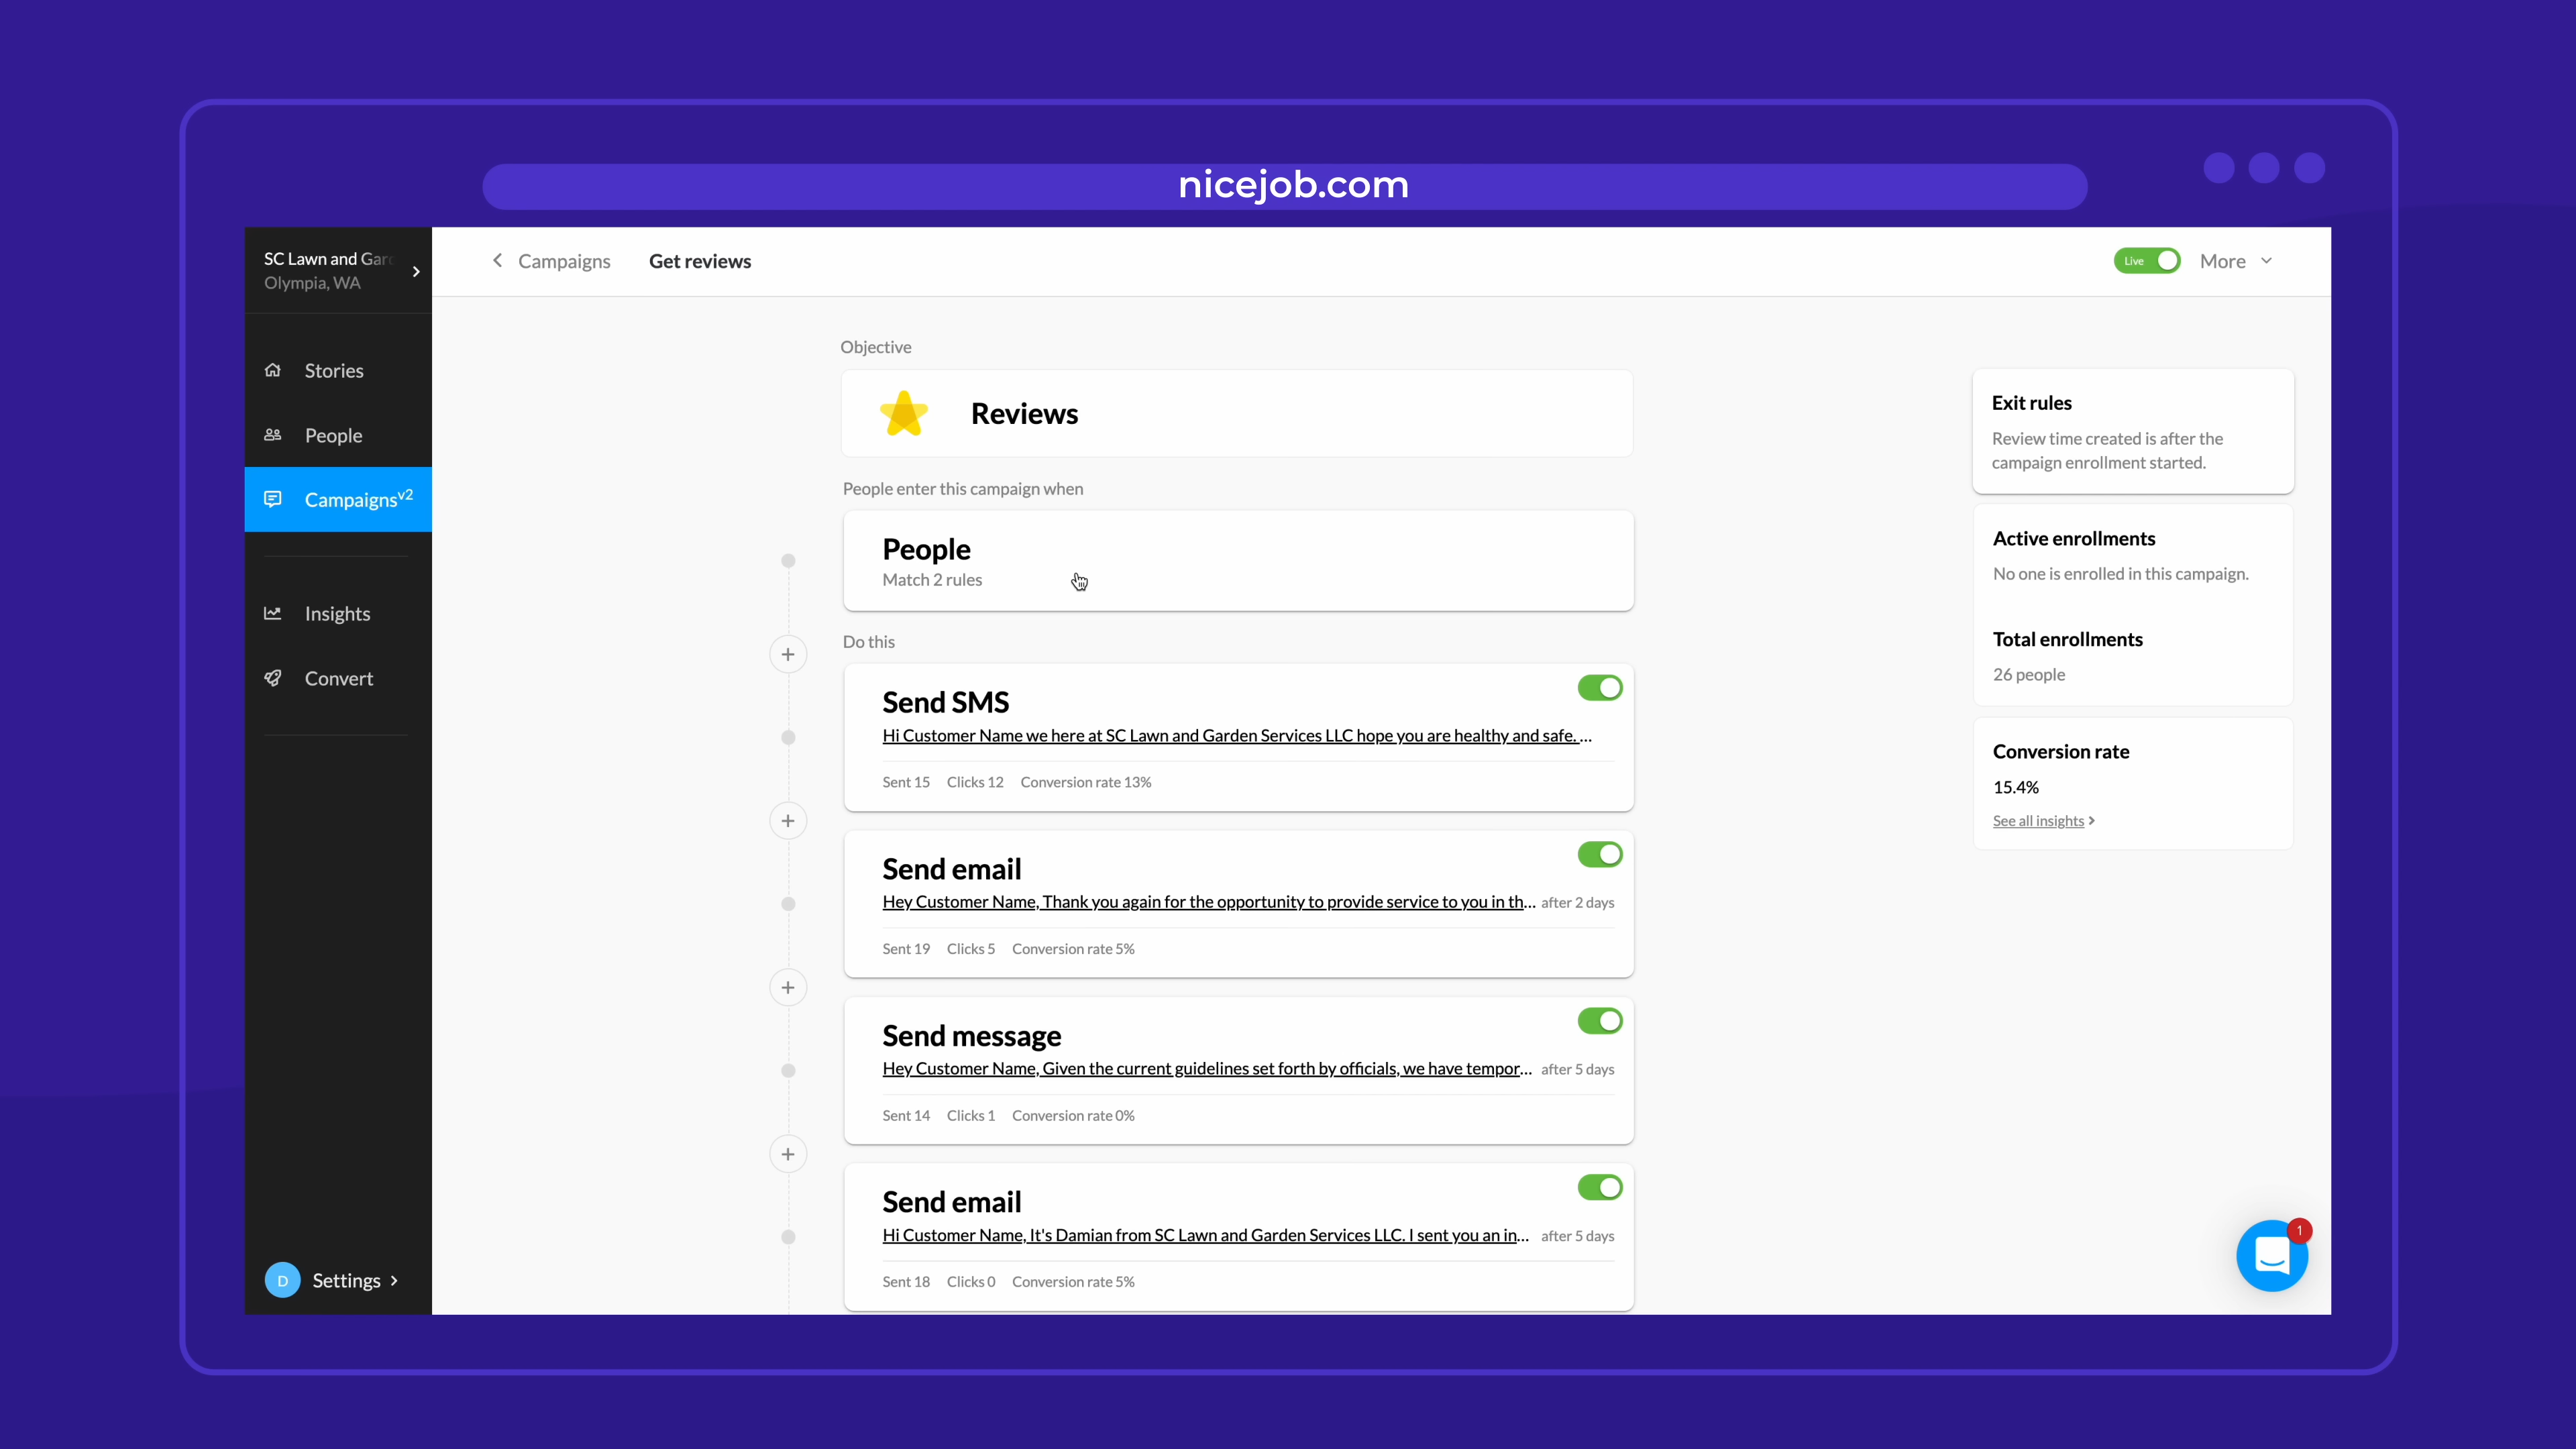 nicejob.com
SC Lawn and Gar
Olympia, WA
Stories
People
Campaignsv2
Insights
Convert
D Settings
Campaigns Get reviews
Live More
Objective
Reviews
People enter this campaign when
People
Match 2 rules
Do this
Send SMS
Hi Customer Name we here at SC Lawn and Garden Services LLC hope you are healthy and safe. ...
Sent 15 Clicks 12 Conversion rate 13%
Send email
Hey Customer Name, Thank you again for the opportunity to provide service to you in th... after 2 days
Sent 19 Clicks 5 Conversion rate 5%
Send message
Hey Customer Name, Given the current guidelines set forth by officials, we have tempor... after 5 days
Sent 14 Clicks 1 Conversion rate 0%
Send email
Hi Customer Name, It's Damian from SC Lawn and Garden Services LLC. I sent you an in... after 5 days
Sent 18 Clicks 0 Conversion rate 5%
Exit rules
Review time created is after the
campaign enrollment started.
Active enrollments
No one is enrolled in this campaign.
Total enrollments
26 people
Conversion rate
15.4%
See all insights
1